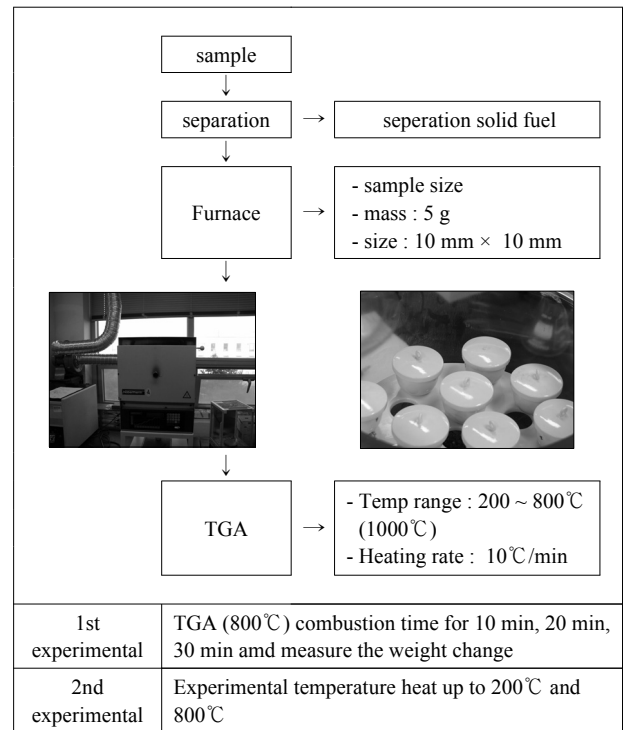 sample
separation → seperation solid fuel
Furnace → - sample size
- mass : 5 g
- size : 10 mm × 10 mm
TGA → - Temp range : 200 ~ 800℃
(1000℃)
- Heating rate : 10℃/min
1st
experimental
TGA (800℃) combustion time for 10 min, 20 min,
30 min amd measure the weight change
2nd
experimental
Experimental temperature heat up to 200℃ and
800℃